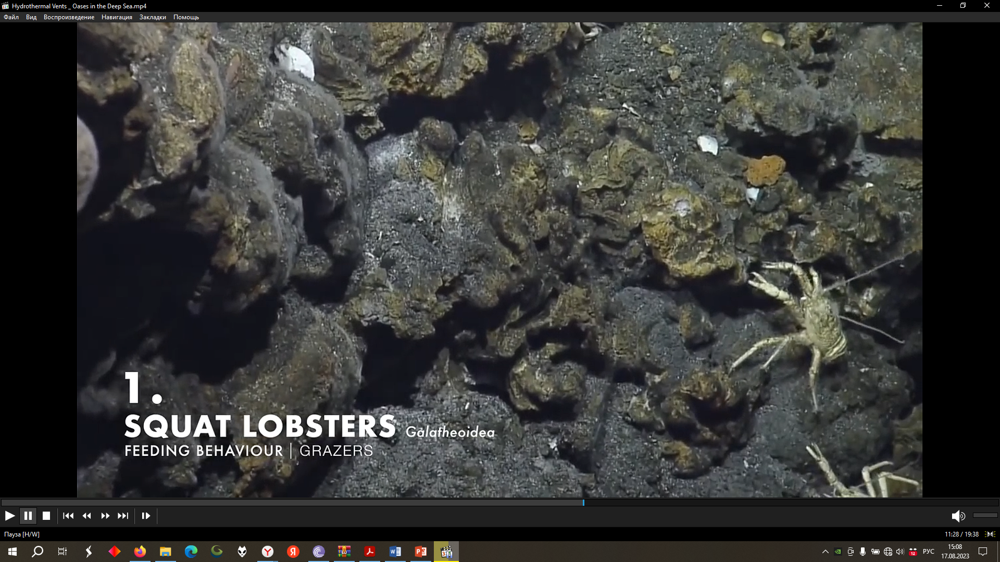 Hydrothermal Vents _ Oases in the Deep Sea.mp4
Файл Вид Воспроизведение Навигация Закладки Помощь
1.
SQUAT LOBSTERS Galatheoidea
FEEDING BEHAVIOUR | GRAZERS
Пауза [H/W]
11:28 / 19:38
РУС
15:08
17.08.2023
12